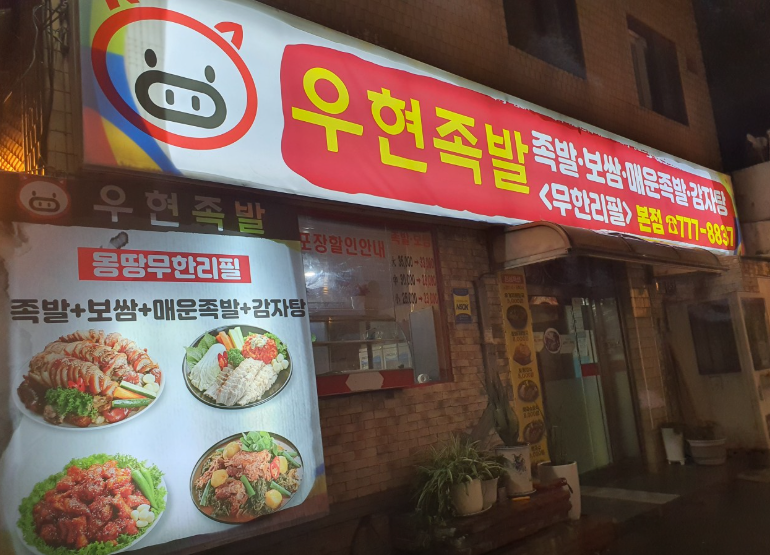 우현족발
족발·보쌈·매운족발·감자탕
<무한리필> 본점 ☎777-8837
우현족발
몽땅무한리필
족발+보쌈+매운족발+감자탕
포장할인안내